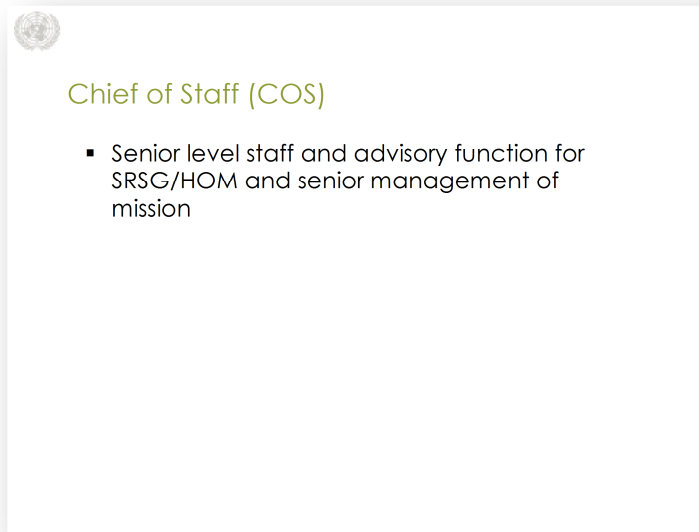 Chief of Staff (COS)
▪ Senior level staff and advisory function for
SRSG/HOM and senior management of
mission